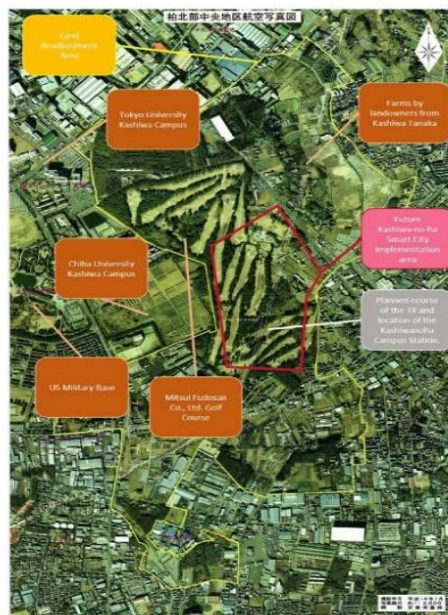 柏北部中央地区航空写真図
Land
Readjustment
Area
Tokyo University
Kashiwa Campus
Farms by
landowners from
Kashiwa Tanaka
Future
Kashiwa-no-ha
Smart City
implementation
area
Chiba University
Kashiwa Campus
Planned course
of the TX and
location of the
Kashiwanoha
Campus Station.
US Military Base
Mitsui Fudosan
Co., Ltd. Golf
Course